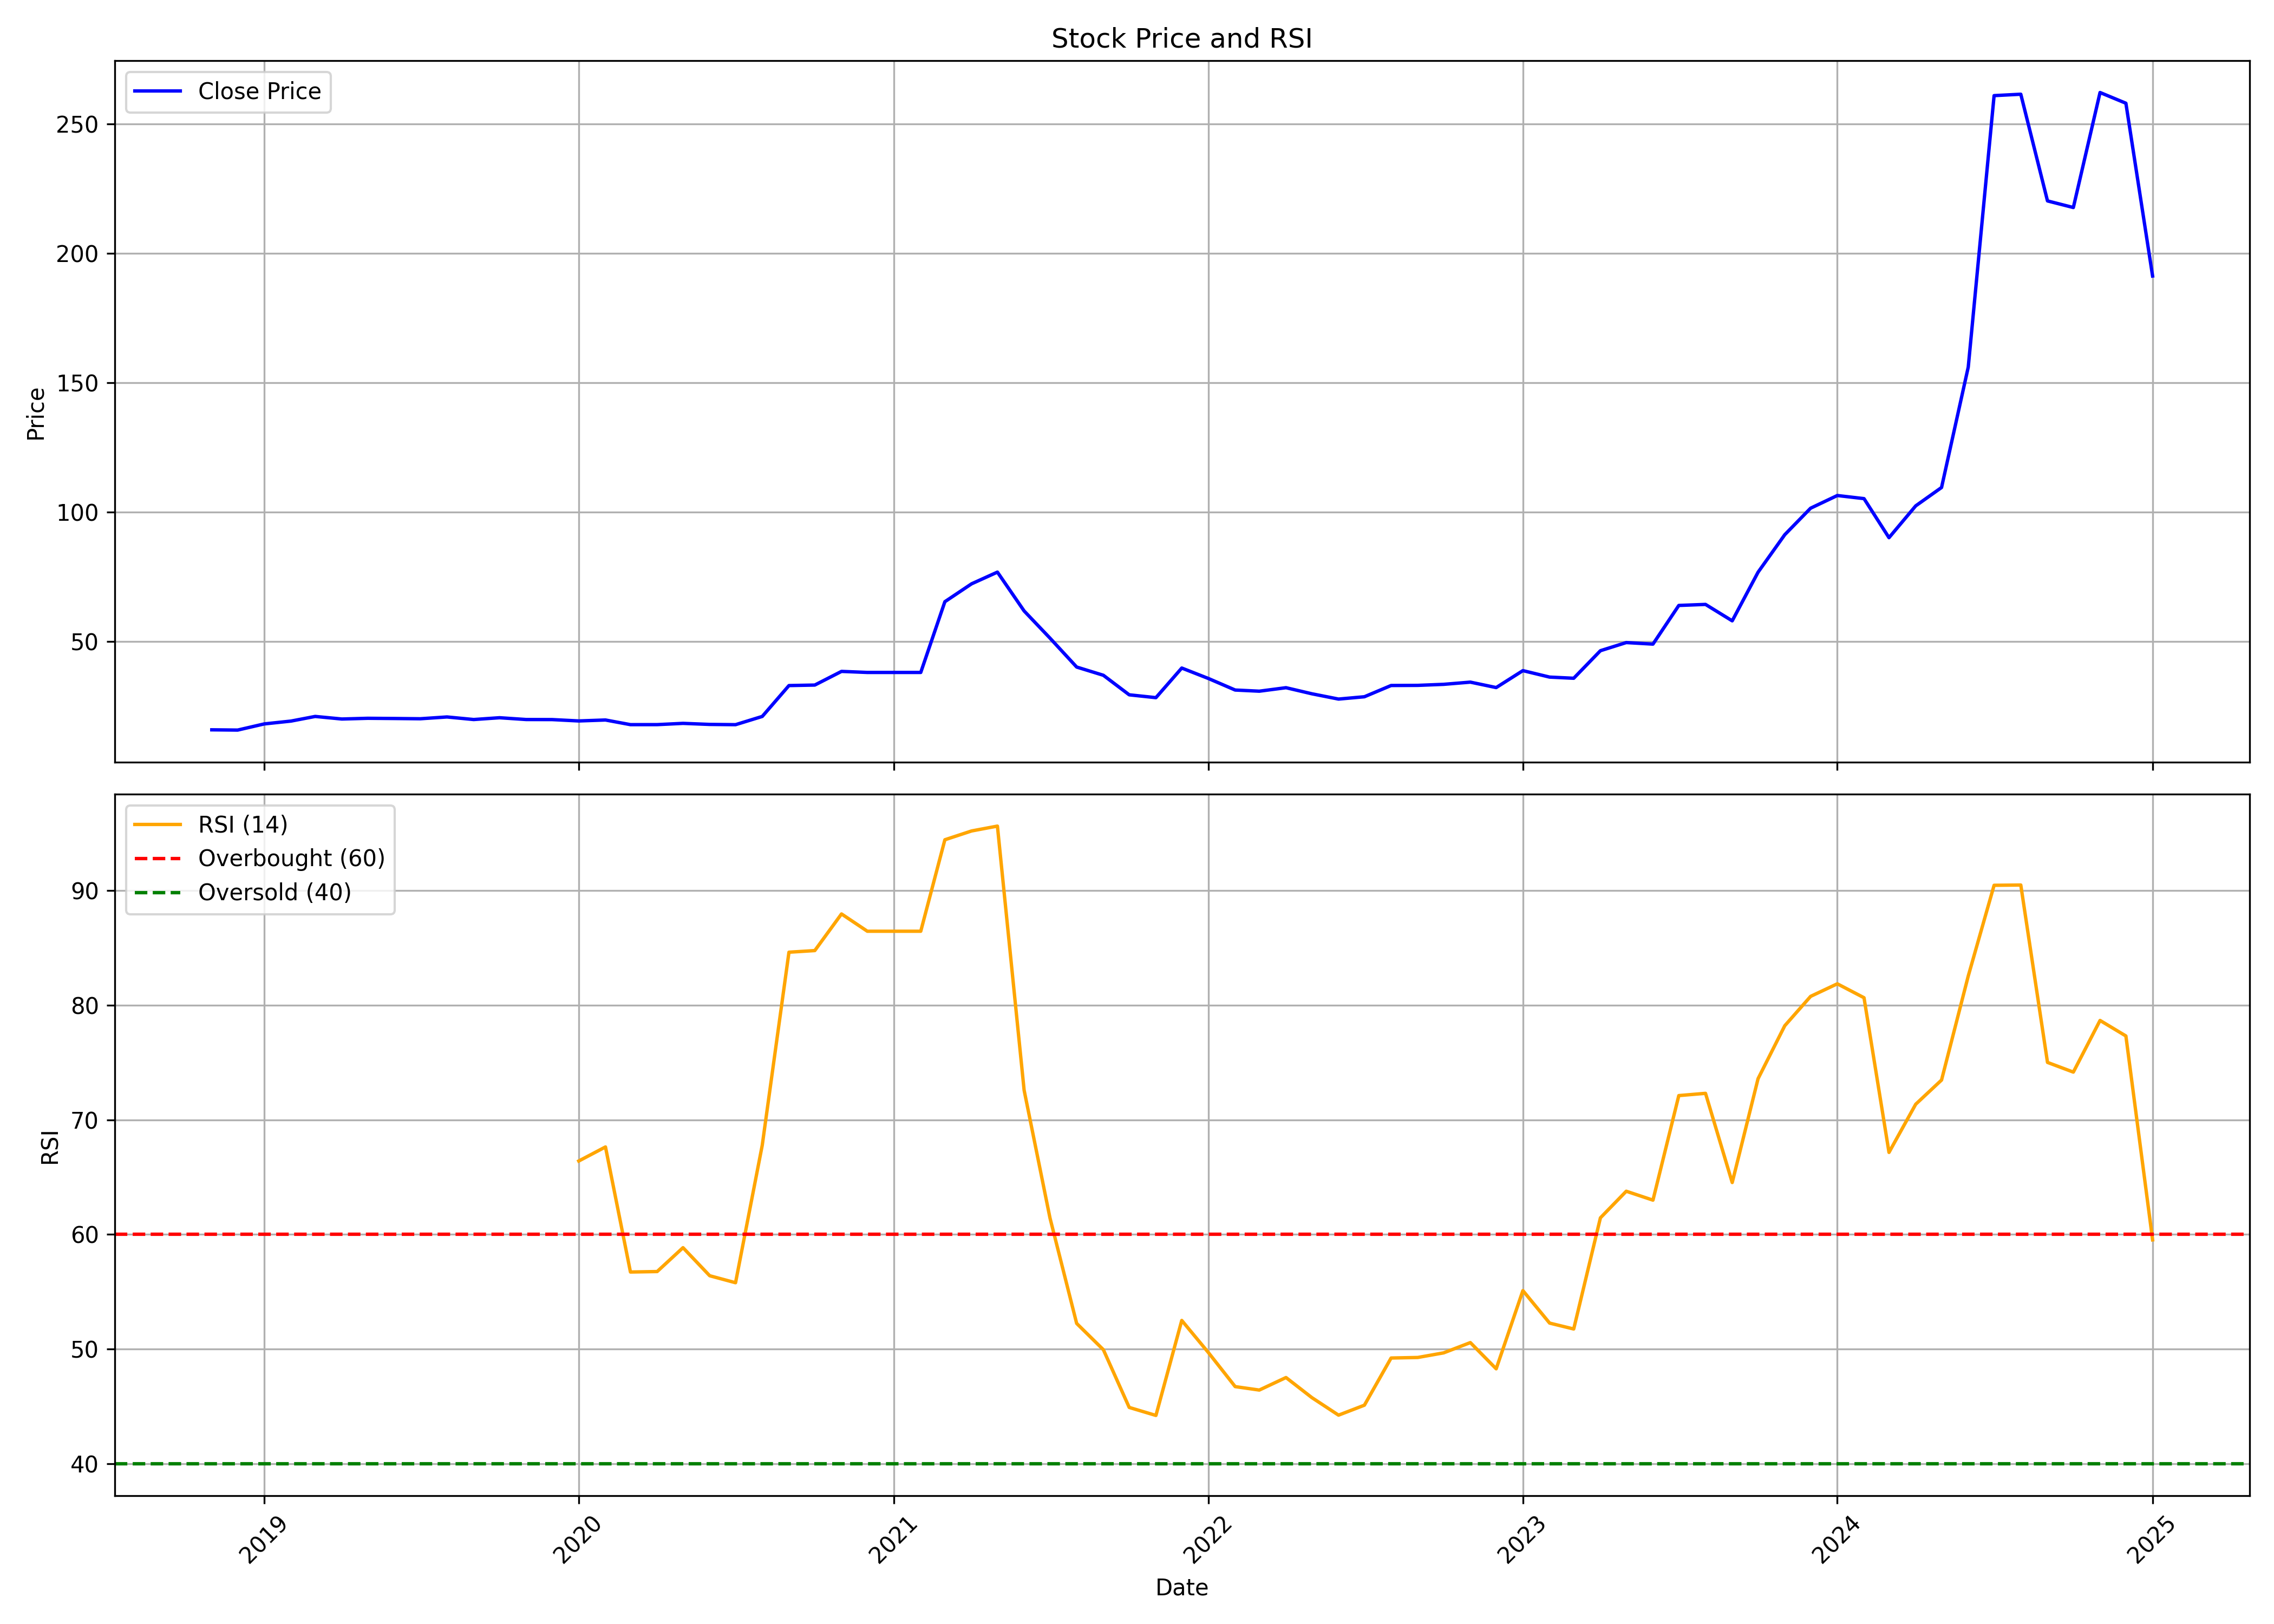 Stock Price and RSI
Close Price
250
200
150
100
50
Price
RSI (14)
Overbought (60)
Oversold (40)
90
80
70
60
50
40
RSI
2019
2020
2021
2022
2023
2024
2025
Date